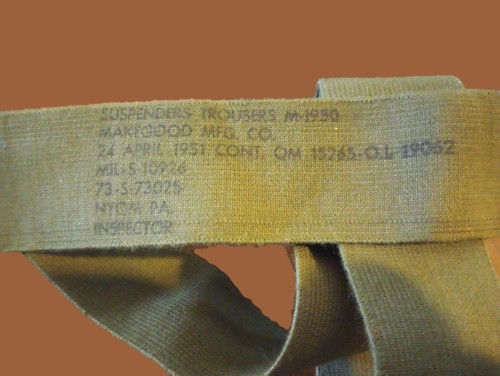 SUSPENDERS TROUSERS M-1950
MAKEGOOD MFG. CO.
24 APRIL 1951 CONT. QM 15265-O.I. 19062
MIL-S-10926
73-S-73025
NYQM. PA.
INSPECTOR